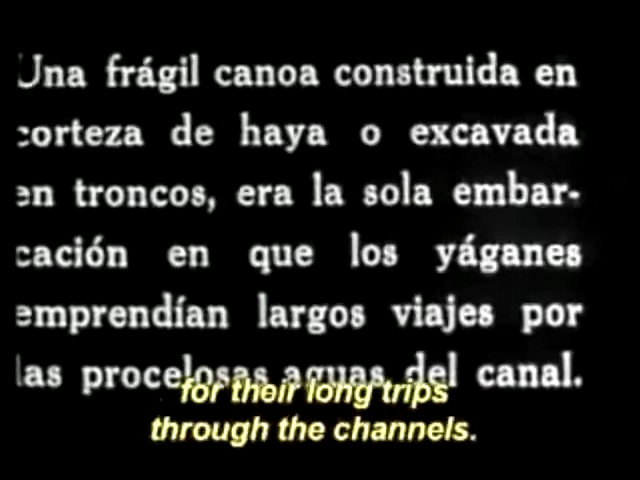 Una frágil canoa construida en
corteza de haya o excavada
en troncos, era la sola embar-
cación en que los yáganes
emprendían largos viajes por
las procelosas aguas del canal.
for their long trips
through the channels.